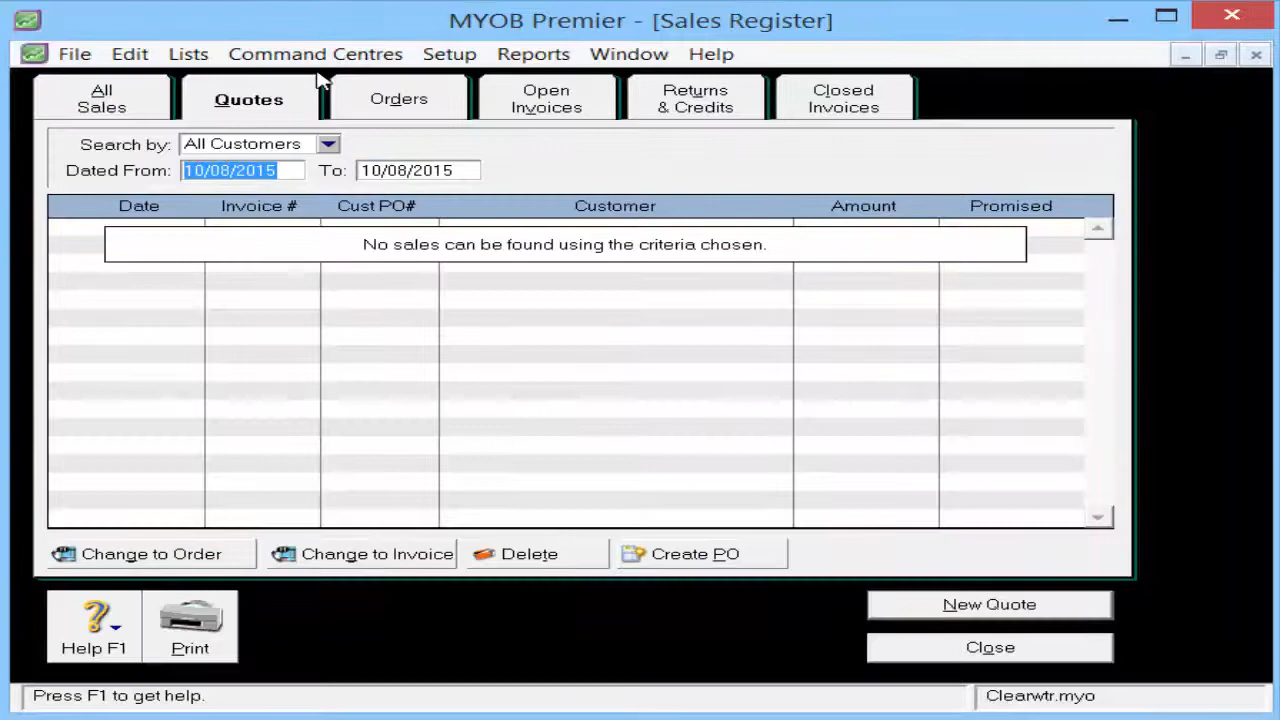 MYOB Premier - [Sales Register]
File Edit Lists Command Centres Setup Reports Window Help
All Sales
Quotes
Orders
Open Invoices
Returns & Credits
Closed Invoices
Search by: All Customers
Dated From: 10/08/2015 To: 10/08/2015
Date Invoice # Cust PO# Customer Amount Promised
No sales can be found using the criteria chosen.
Change to Order Change to Invoice Delete Create PO
New Quote
Help F1 Print Close
Press F1 to get help. Clearwtr.myo